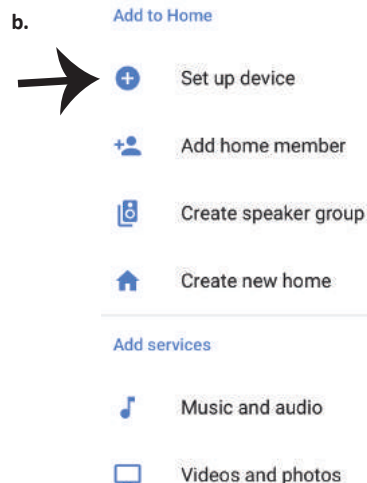 b.
Add to Home
Set up device
Add home member
Create speaker group
Create new home
Add services
Music and audio
Videos and photos